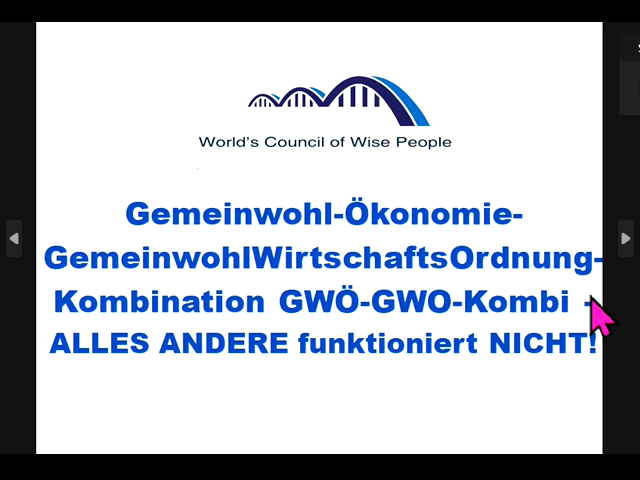 World's Council of Wise People
Gemeinwohl-Ökonomie-
GemeinwohlWirtschaftsOrdnung-
Kombination GWÖ-GWO-Kombi -
ALLES ANDERE funktioniert NICHT!